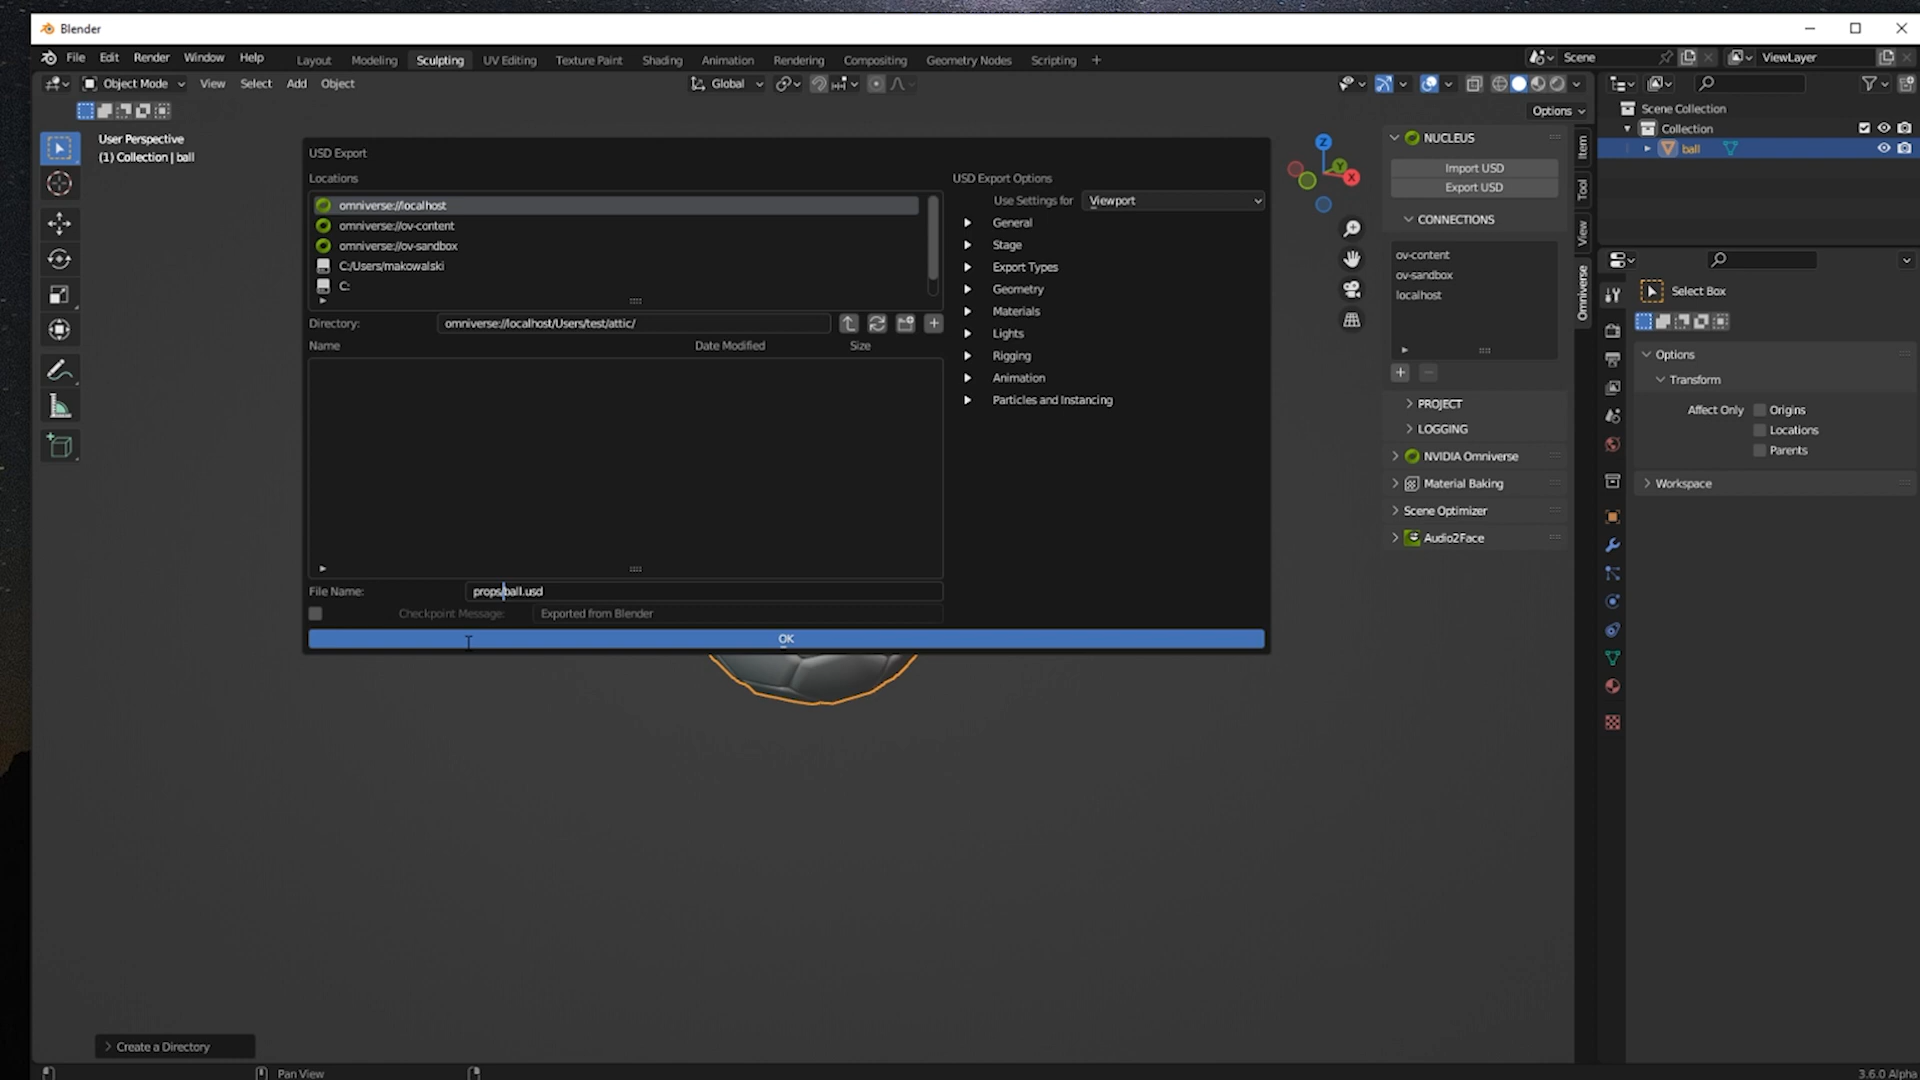 Blender
File Edit Render Window Help Layout Modeling Sculpting UV Editing Texture Paint Shading Animation Rendering Compositing Geometry Nodes Scripting + Scene ViewLayer
Object Mode View Select Add Object Global
Options
User Perspective
(1) Collection | ball
USD Export
Locations
omniverse://localhost
omniverse://ov-content
omniverse://ov-sandbox
C:/Users/makowalski
C:
Directory: omniverse://localhost/Users/test/attic/
Name Date Modified Size
File Name: props/ball.usd
Checkpoint Message: Exported from Blender
OK
USD Export Options
Use Settings for Viewport
General
Stage
Export Types
Geometry
Materials
Lights
Rigging
Animation
Particles and Instancing
Z
Y
X
NUCLEUS
Import USD
Export USD
CONNECTIONS
ov-content
ov-sandbox
localhost
PROJECT
LOGGING
NVIDIA Omniverse
Material Baking
Scene Optimizer
Audio2Face
Item
Tool
View
Omniverse
Scene Collection
Collection
ball
Select Box
Options
Transform
Affect Only Origins
Locations
Parents
Workspace
Create a Directory
Pan View
3.6.0 Alpha